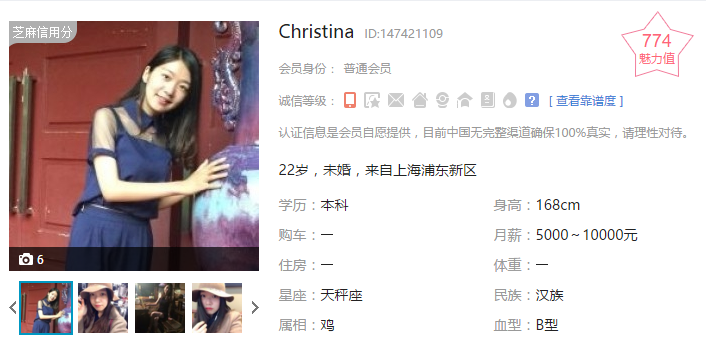 芝麻信用分
Christina ID:147421109
774
魅力值
会员身份： 普通会员
诚信等级： ? [ 查看靠谱度 ]
认证信息是会员自愿提供，目前中国无完整渠道确保100%真实，请理性对待。
22岁，未婚，来自上海浦东新区
学历：本科 身高：168cm
购车：一 月薪：5000～10000元
住房：一 体重：一
星座：天秤座 民族：汉族
属相：鸡 血型：B型
6